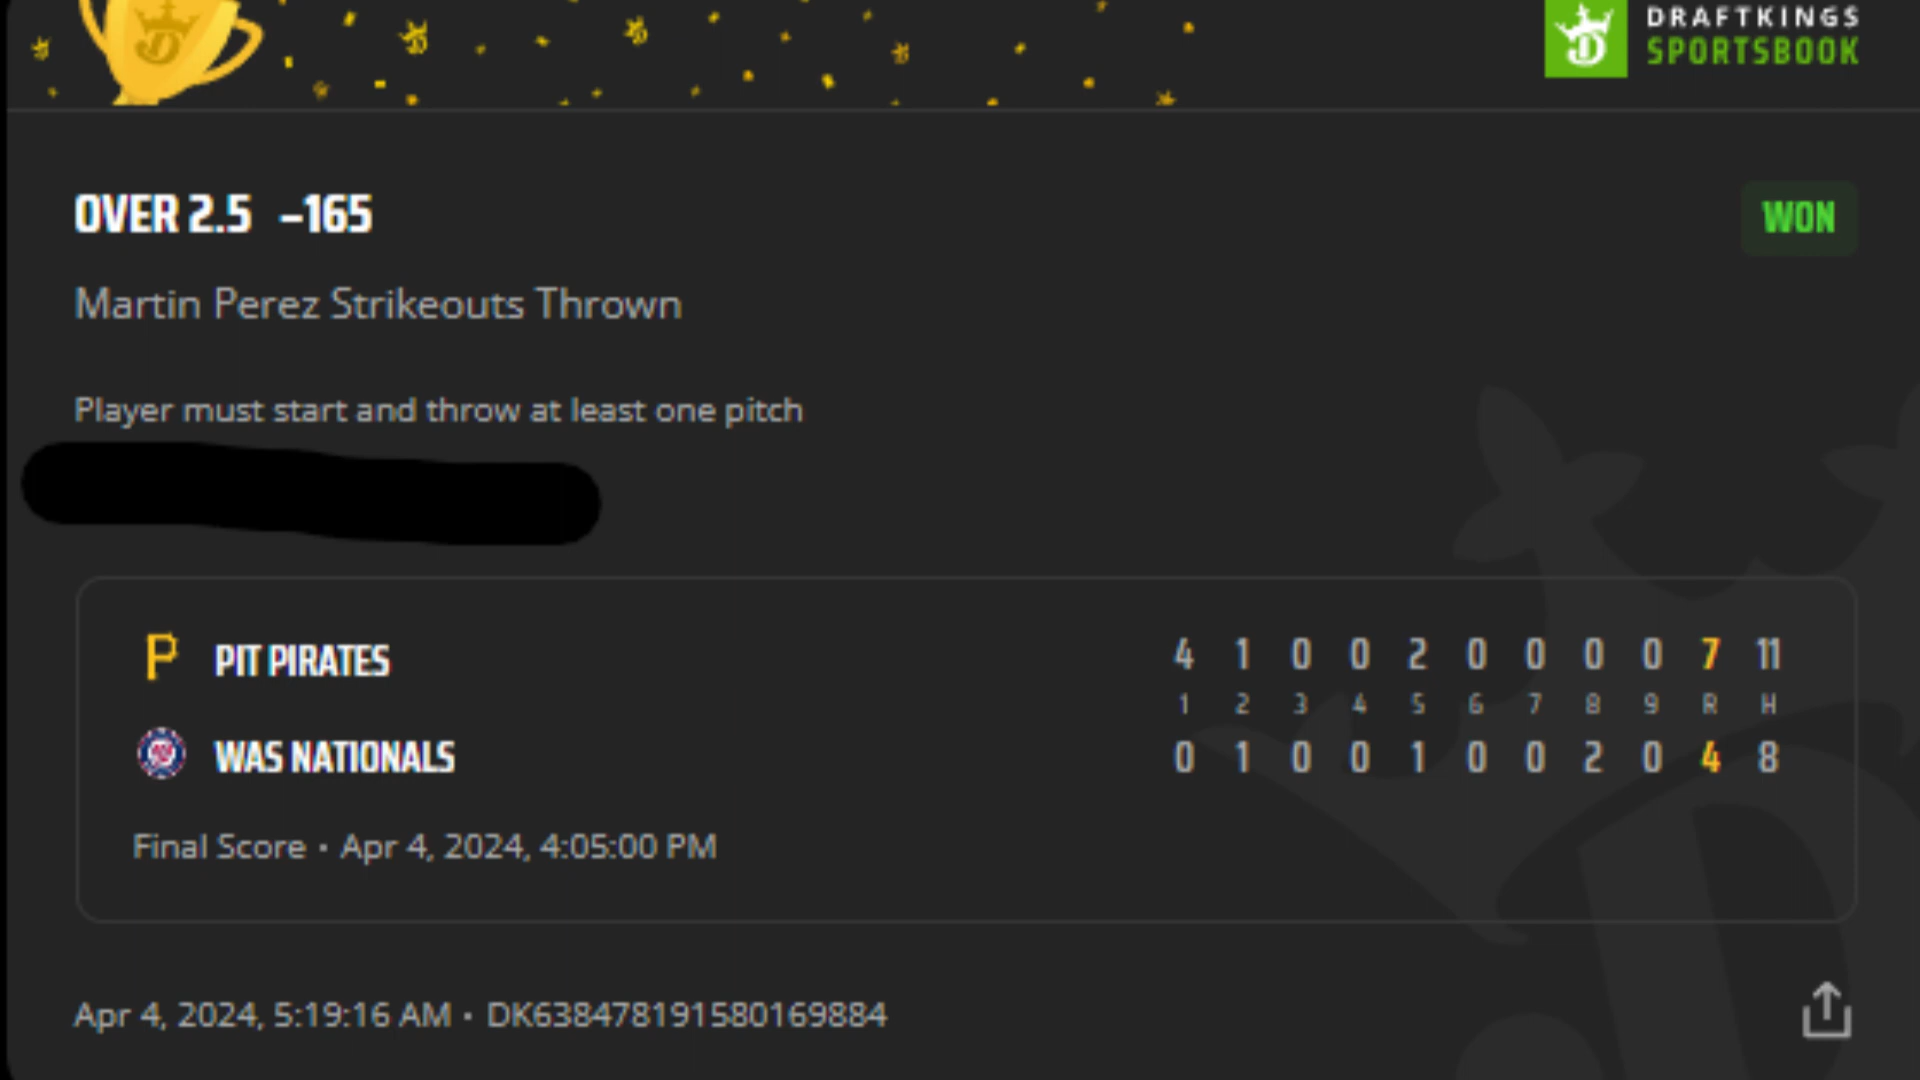 DRAFTKINGS
SPORTSBOOK
OVER 2.5 −165
WON
Martin Perez Strikeouts Thrown
Player must start and throw at least one pitch
PIT PIRATES 4 1 0 0 2 0 0 0 0 7 11
1 2 3 4 5 6 7 8 9 R H
WAS NATIONALS 0 1 0 0 1 0 0 2 0 4 8
Final Score • Apr 4, 2024, 4:05:00 PM
Apr 4, 2024, 5:19:16 AM • DK638478191580169884